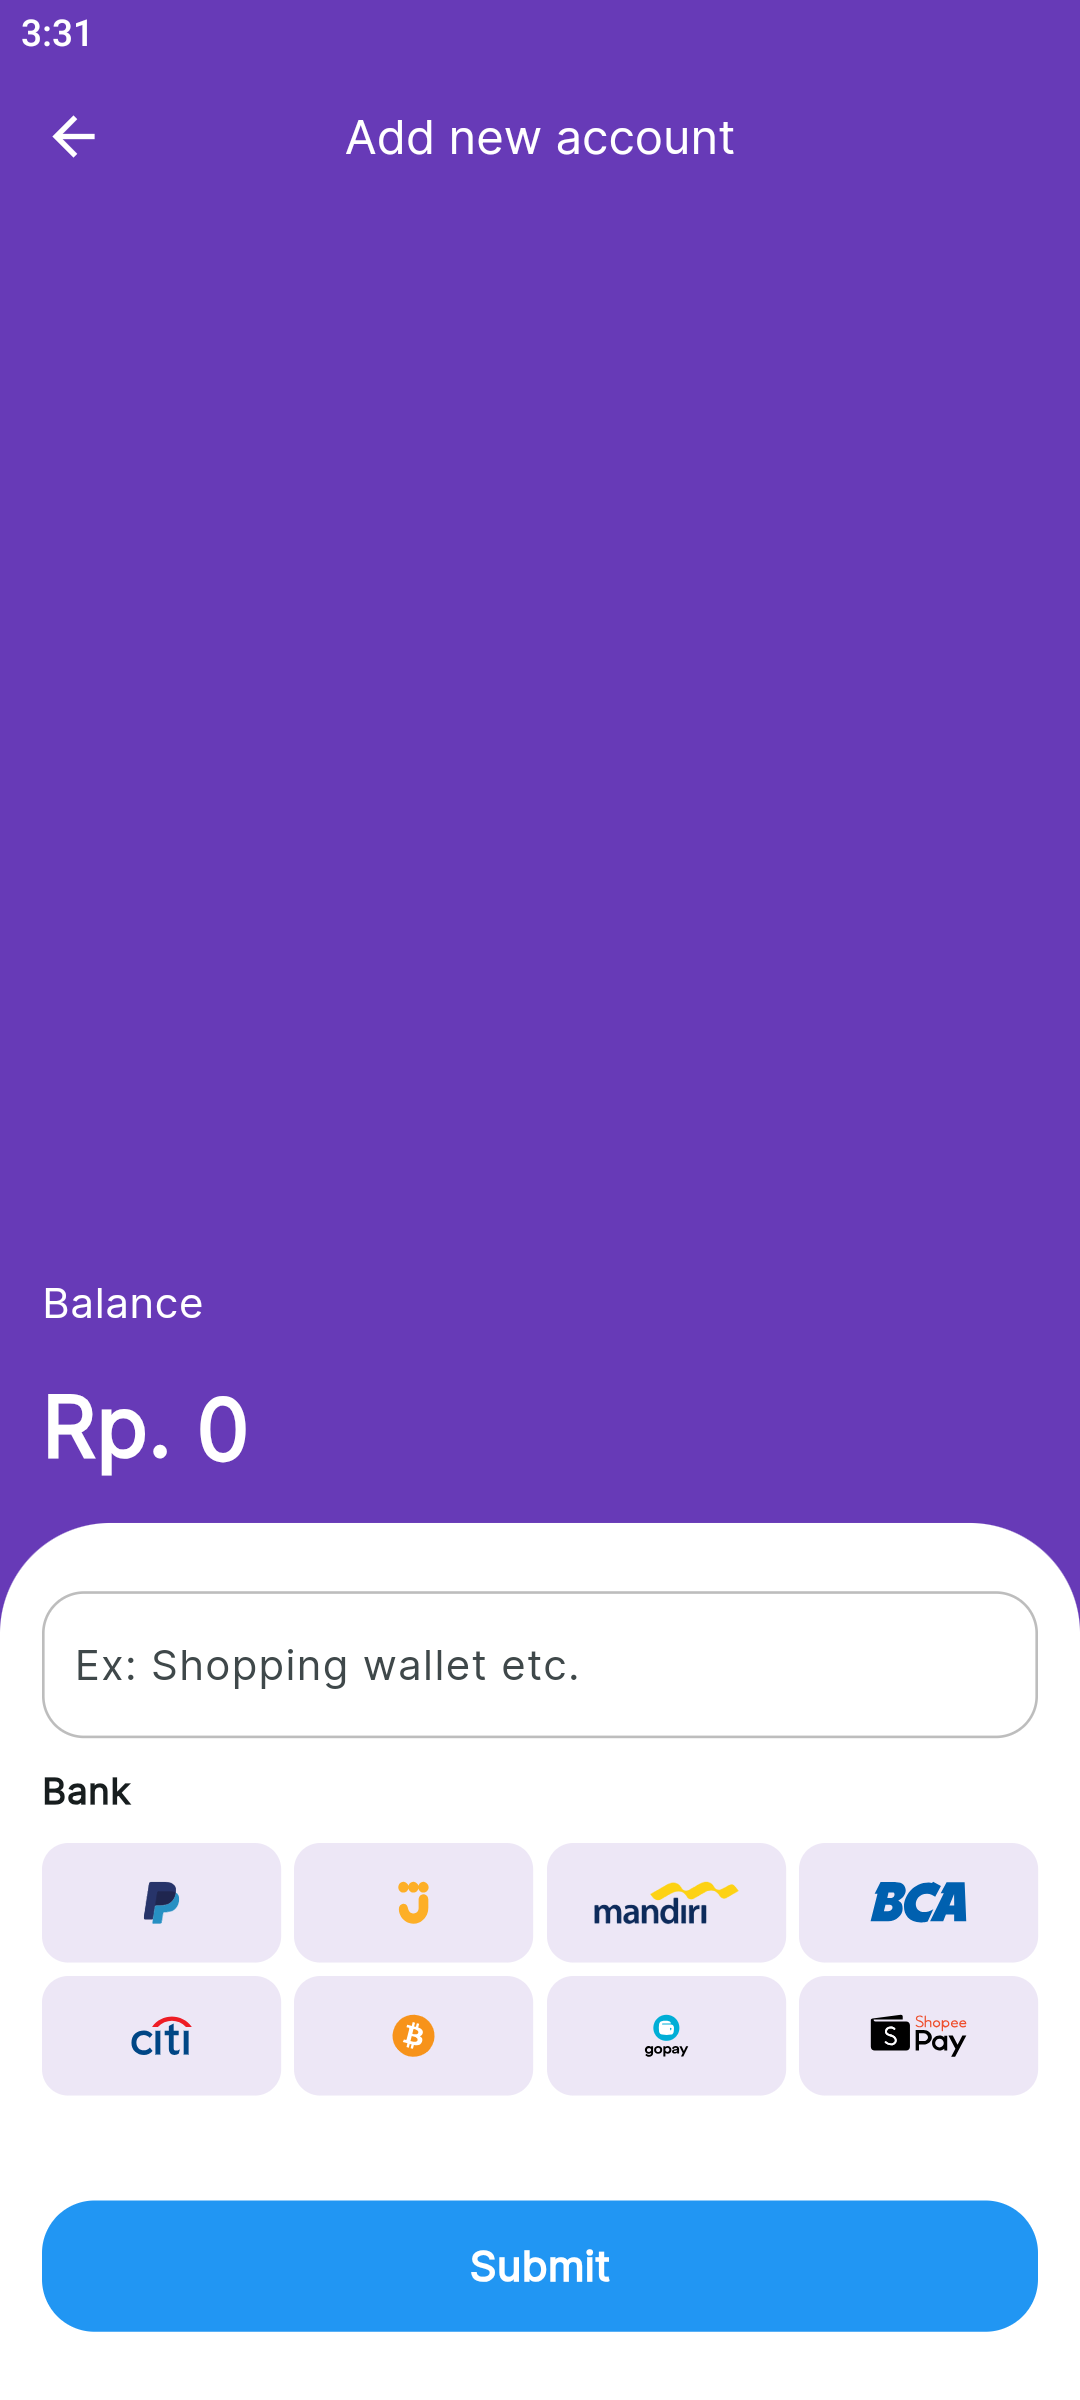 3:31
Add new account
Balance
Rp. 0
Ex: Shopping wallet etc.
Bank
mandırı
BCA
citi
gopay
S Shopee
Pay
Submit